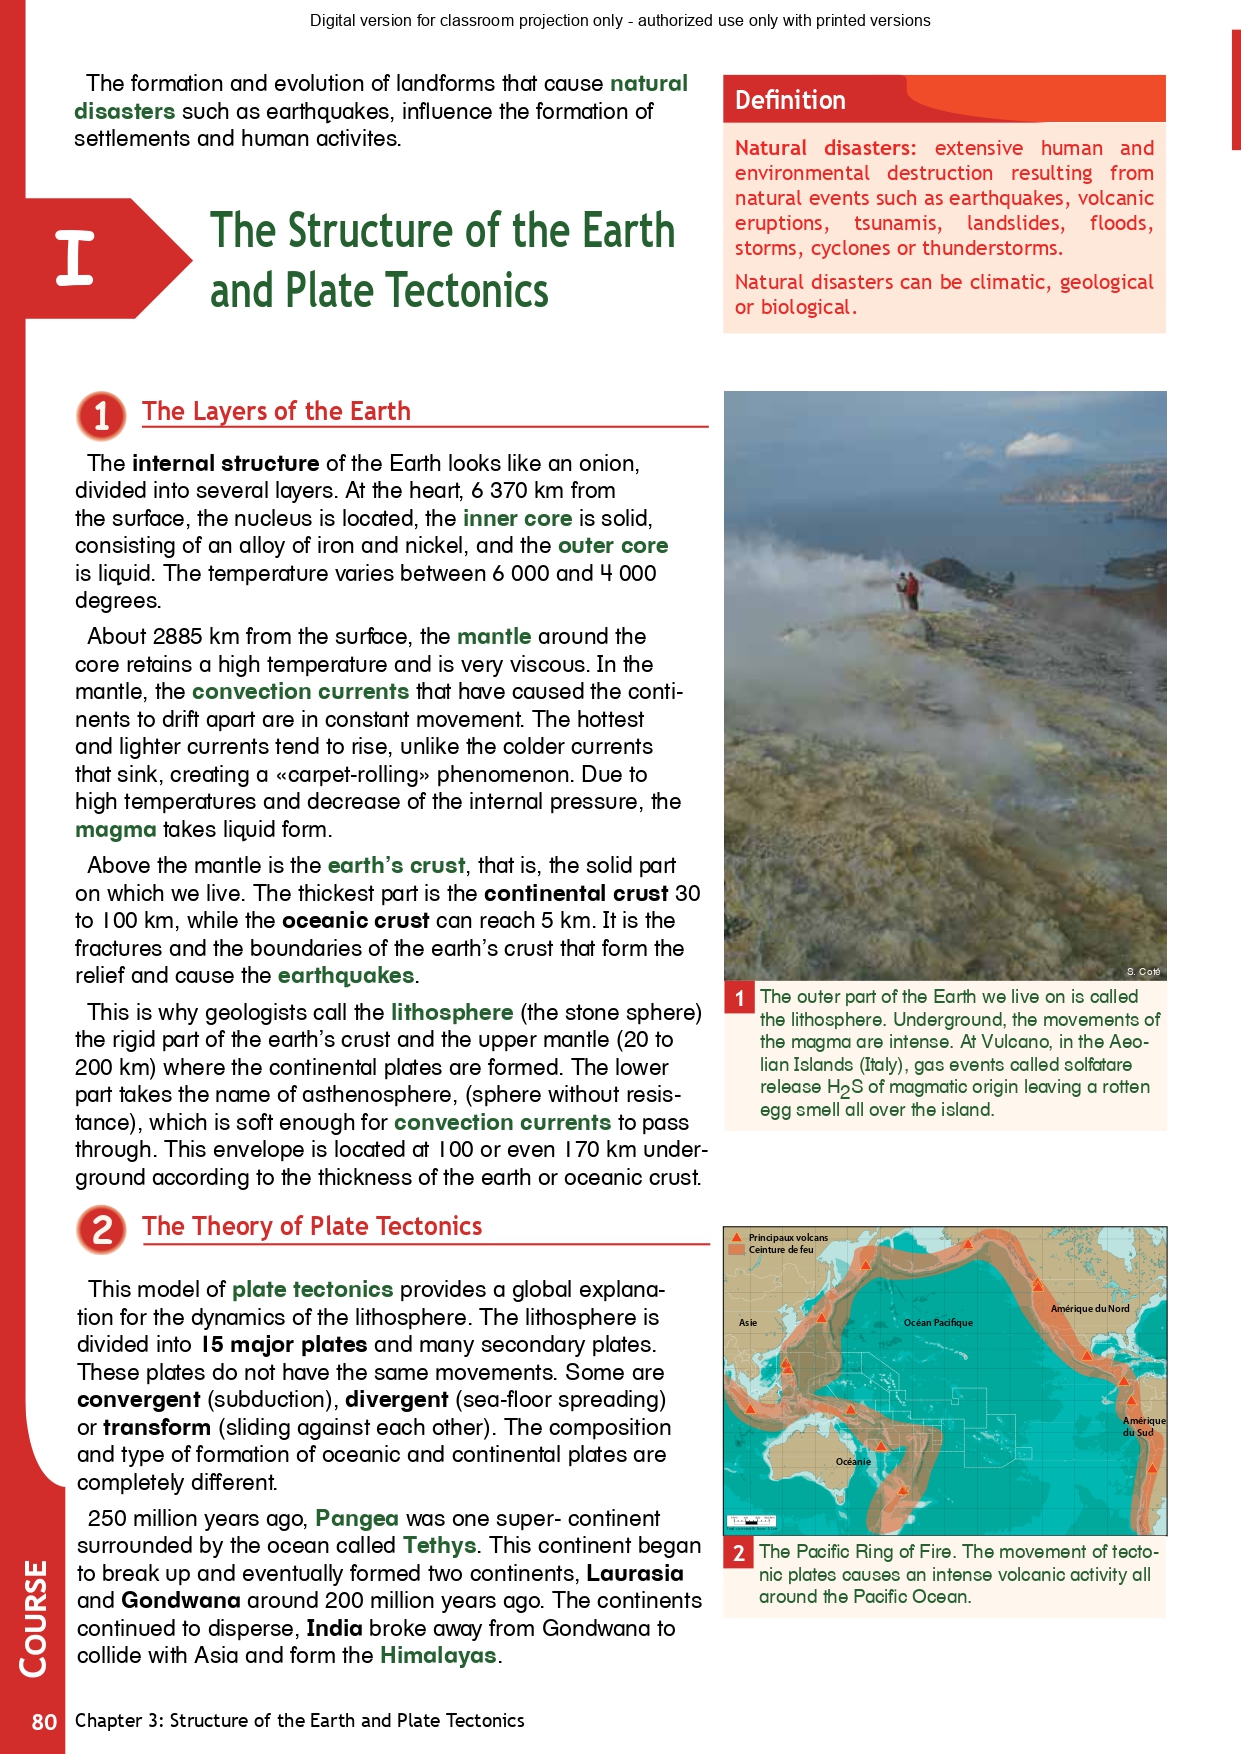 Digital version for classroom projection only - authorized use only with printed versions
The formation and evolution of landforms that cause natural
disasters such as earthquakes, influence the formation of
settlements and human activites.
Definition
Natural disasters: extensive human and
environmental destruction resulting from
natural events such as earthquakes, volcanic
eruptions, tsunamis, landslides, floods,
storms, cyclones or thunderstorms.
Natural disasters can be climatic, geological
or biological.
I
The Structure of the Earth
and Plate Tectonics
1
The Layers of the Earth
The internal structure of the Earth looks like an onion,
divided into several layers. At the heart, 6 370 km from
the surface, the nucleus is located, the inner core is solid,
consisting of an alloy of iron and nickel, and the outer core
is liquid. The temperature varies between 6 000 and 4 000
degrees.
About 2885 km from the surface, the mantle around the
core retains a high temperature and is very viscous. In the
mantle, the convection currents that have caused the conti-
nents to drift apart are in constant movement. The hottest
and lighter currents tend to rise, unlike the colder currents
that sink, creating a «carpet-rolling» phenomenon. Due to
high temperatures and decrease of the internal pressure, the
magma takes liquid form.
Above the mantle is the earth's crust, that is, the solid part
on which we live. The thickest part is the continental crust 30
to 100 km, while the oceanic crust can reach 5 km. It is the
fractures and the boundaries of the earth's crust that form the
relief and cause the earthquakes.
This is why geologists call the lithosphere (the stone sphere)
the rigid part of the earth's crust and the upper mantle (20 to
200 km) where the continental plates are formed. The lower
part takes the name of asthenosphere, (sphere without resis-
tance), which is soft enough for convection currents to pass
through. This envelope is located at 100 or even 170 km under-
ground according to the thickness of the earth or oceanic crust.
S. Coté
1
The outer part of the Earth we live on is called
the lithosphere. Underground, the movements of
the magma are intense. At Vulcano, in the Aeo-
lian Islands (Italy), gas events called solfatare
release H2S of magmatic origin leaving a rotten
egg smell all over the island.
2
The Theory of Plate Tectonics
This model of plate tectonics provides a global explana-
tion for the dynamics of the lithosphere. The lithosphere is
divided into 15 major plates and many secondary plates.
These plates do not have the same movements. Some are
convergent (subduction), divergent (sea-floor spreading)
or transform (sliding against each other). The composition
and type of formation of oceanic and continental plates are
completely different.
250 million years ago, Pangea was one super- continent
surrounded by the ocean called Tethys. This continent began
to break up and eventually formed two continents, Laurasia
and Gondwana around 200 million years ago. The continents
continued to disperse, India broke away from Gondwana to
collide with Asia and form the Himalayas.
Principaux volcans
Ceinture de feu
Asie
Océan Pacifique
Amérique du Nord
Amérique
du Sud
Océanie
2
The Pacific Ring of Fire. The movement of tecto-
nic plates causes an intense volcanic activity all
around the Pacific Ocean.
COURSE
80
Chapter 3: Structure of the Earth and Plate Tectonics